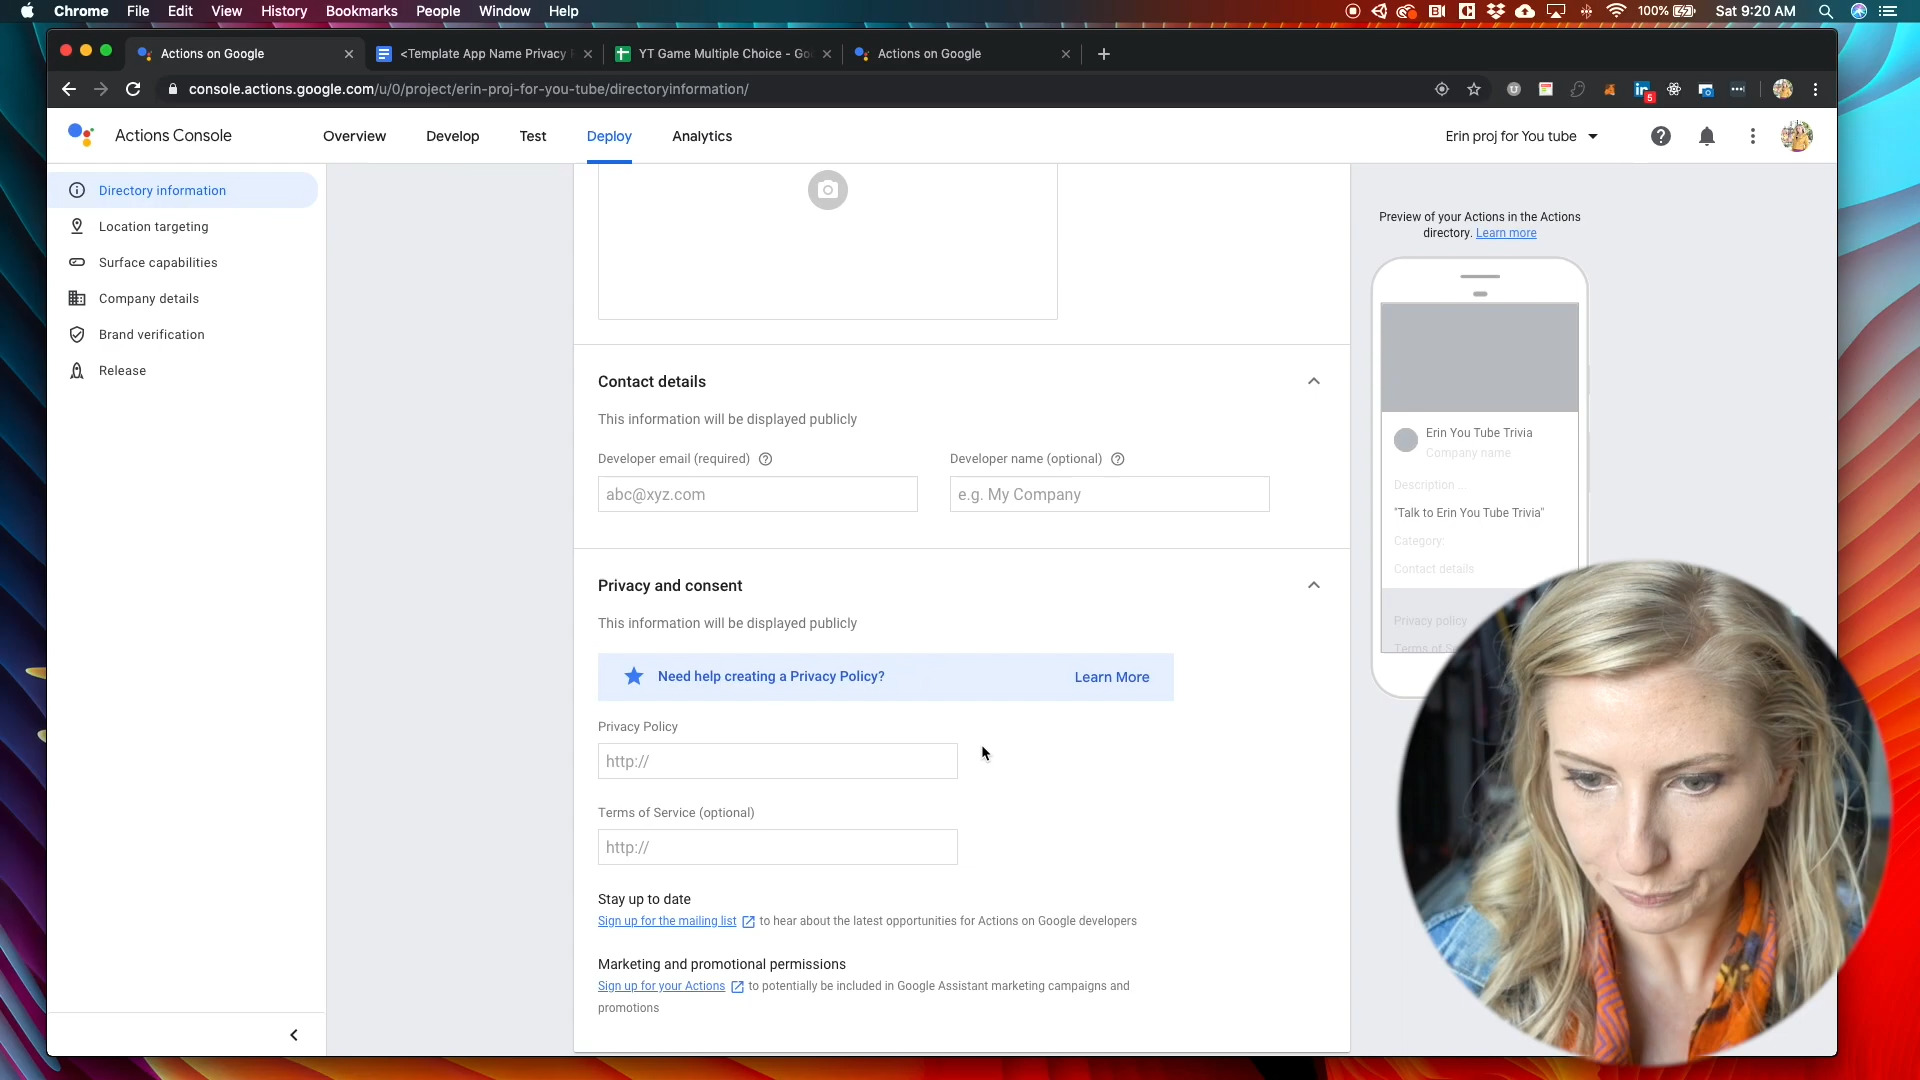 Chrome File Edit View History Bookmarks People Window Help 100% Sat 9:20 AM
Actions on Google <Template App Name Privacy YT Game Multiple Choice - Go Actions on Google
console.actions.google.com/u/0/project/erin-proj-for-you-tube/directoryinformation/ 5
Actions Console Overview Develop Test Deploy Analytics Erin proj for You tube
Directory information
Location targeting
Surface capabilities
Company details
Brand verification
Release
Contact details
This information will be displayed publicly
Developer email (required) Developer name (optional)
abc@xyz.com e.g. My Company
Privacy and consent
This information will be displayed publicly
Need help creating a Privacy Policy? Learn More
Privacy Policy
http://
Terms of Service (optional)
http://
Stay up to date
Sign up for the mailing list to hear about the latest opportunities for Actions on Google developers
Marketing and promotional permissions
Sign up for your Actions to potentially be included in Google Assistant marketing campaigns and
promotions
Preview of your Actions in the Actions
directory. Learn more
Erin You Tube Trivia
Company name
Description ...
"Talk to Erin You Tube Trivia"
Category:
Contact details
Privacy policy
Terms of